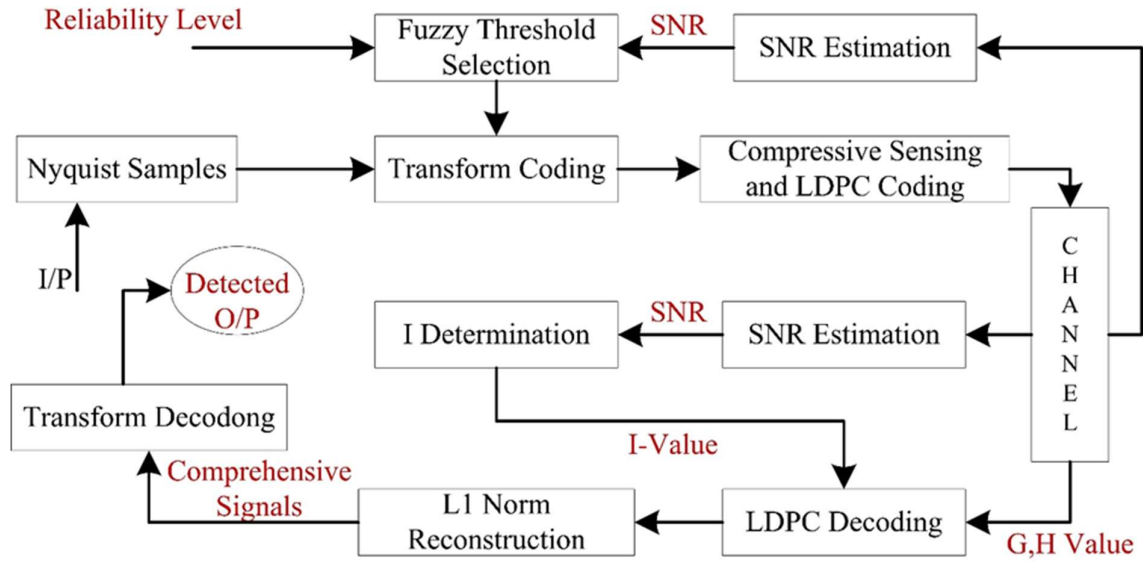 Reliability Level
Fuzzy Threshold
Selection
SNR
SNR Estimation
Nyquist Samples
Transform Coding
Compressive Sensing
and LDPC Coding
I/P
Detected
O/P
I Determination
SNR
SNR Estimation
CHANNEL
Transform Decodong
I-Value
Comprehensive
Signals
L1 Norm
Reconstruction
LDPC Decoding
G,H Value